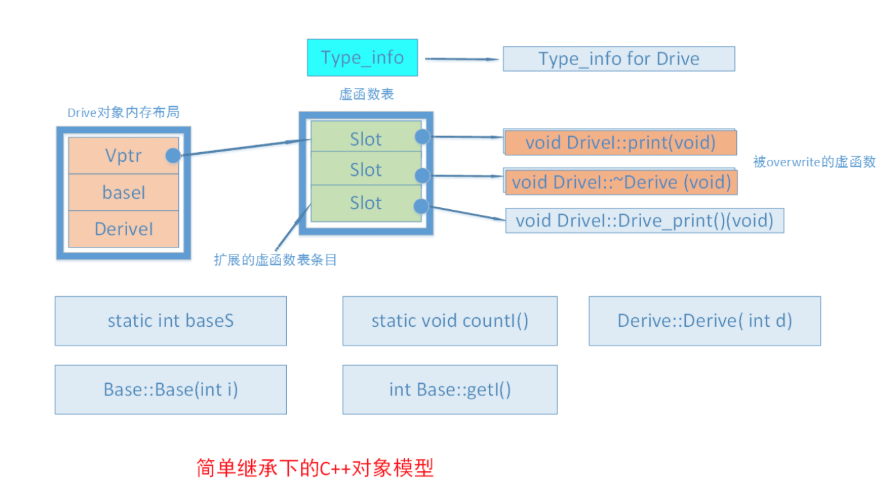 Type_info
Type_info for Drive
虚函数表
Drive对象内存布局
Vptr
baseI
DeriveI
Slot
Slot
Slot
void DriveI::print(void)
void DriveI::~Derive (void)
void DriveI::Drive_print()(void)
被overwrite的虚函数
扩展的虚函数表条目
static int baseS
static void countI()
Derive::Derive( int d)
Base::Base(int i)
int Base::getI()
简单继承下的C++对象模型